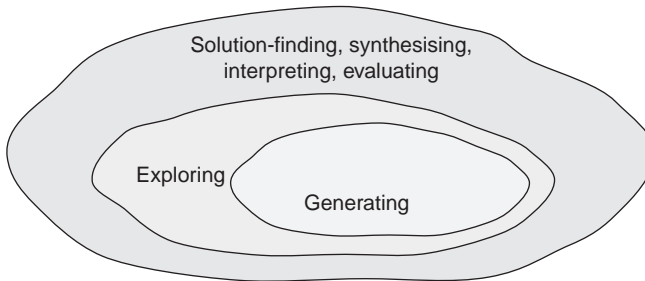 Solution-finding, synthesising,
interpreting, evaluating
Exploring
Generating